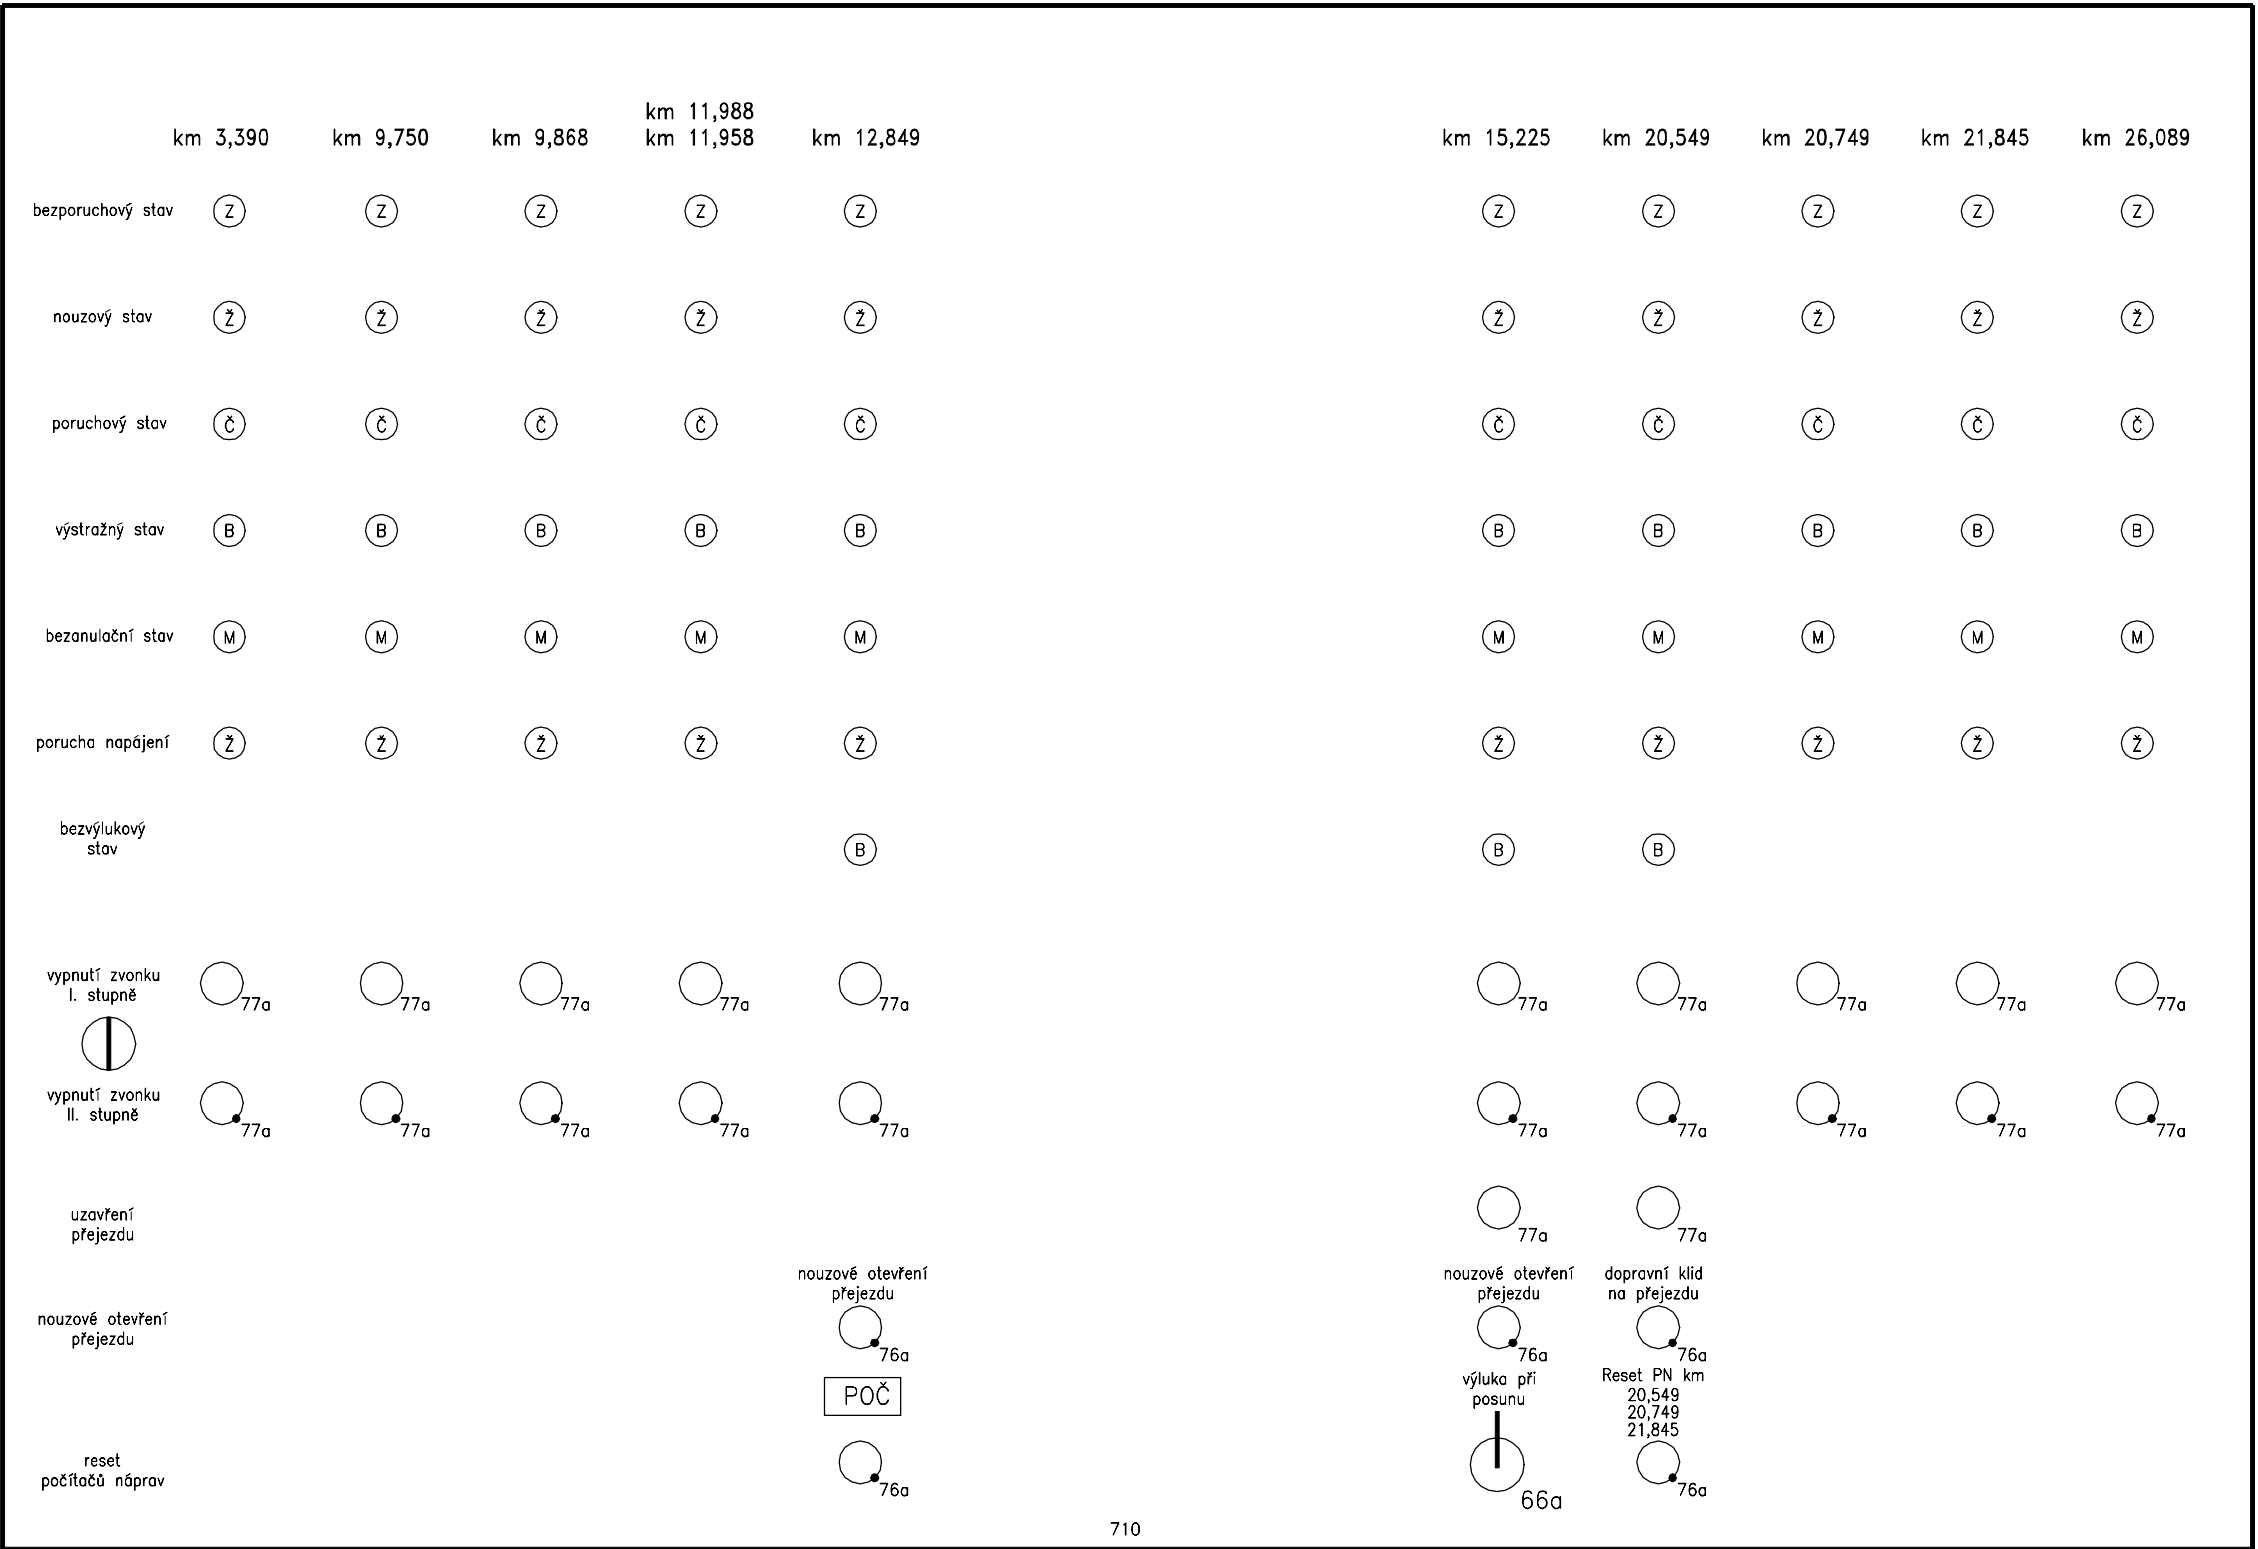 km 11,988
km 3,390 km 9,750 km 9,868 km 11,958 km 12,849 km 15,225 km 20,549 km 20,749 km 21,845 km 26,089
bezporuchový stav Z Z Z Z Z Z Z Z Z Z
nouzový stav Ž Ž Ž Ž Ž Ž Ž Ž Ž Ž
poruchový stav Č Č Č Č Č Č Č Č Č Č
výstražný stav B B B B B B B B B B
bezanulační stav M M M M M M M M M M
porucha napájení Ž Ž Ž Ž Ž Ž Ž Ž Ž Ž
bezvýlukový
stav B B B
vypnutí zvonku
I. stupně 77a 77a 77a 77a 77a 77a 77a 77a 77a 77a
vypnutí zvonku
II. stupně 77a 77a 77a 77a 77a 77a 77a 77a 77a 77a
uzavření
přejezdu 77a 77a
nouzové otevření nouzové otevření dopravní klid
přejezdu přejezdu na přejezdu
nouzové otevření
přejezdu 76a 76a 76a
výluka při Reset PN km
POČ posunu 20,549
20,749
21,845
reset
počítačů náprav 76a 66a 76a
710